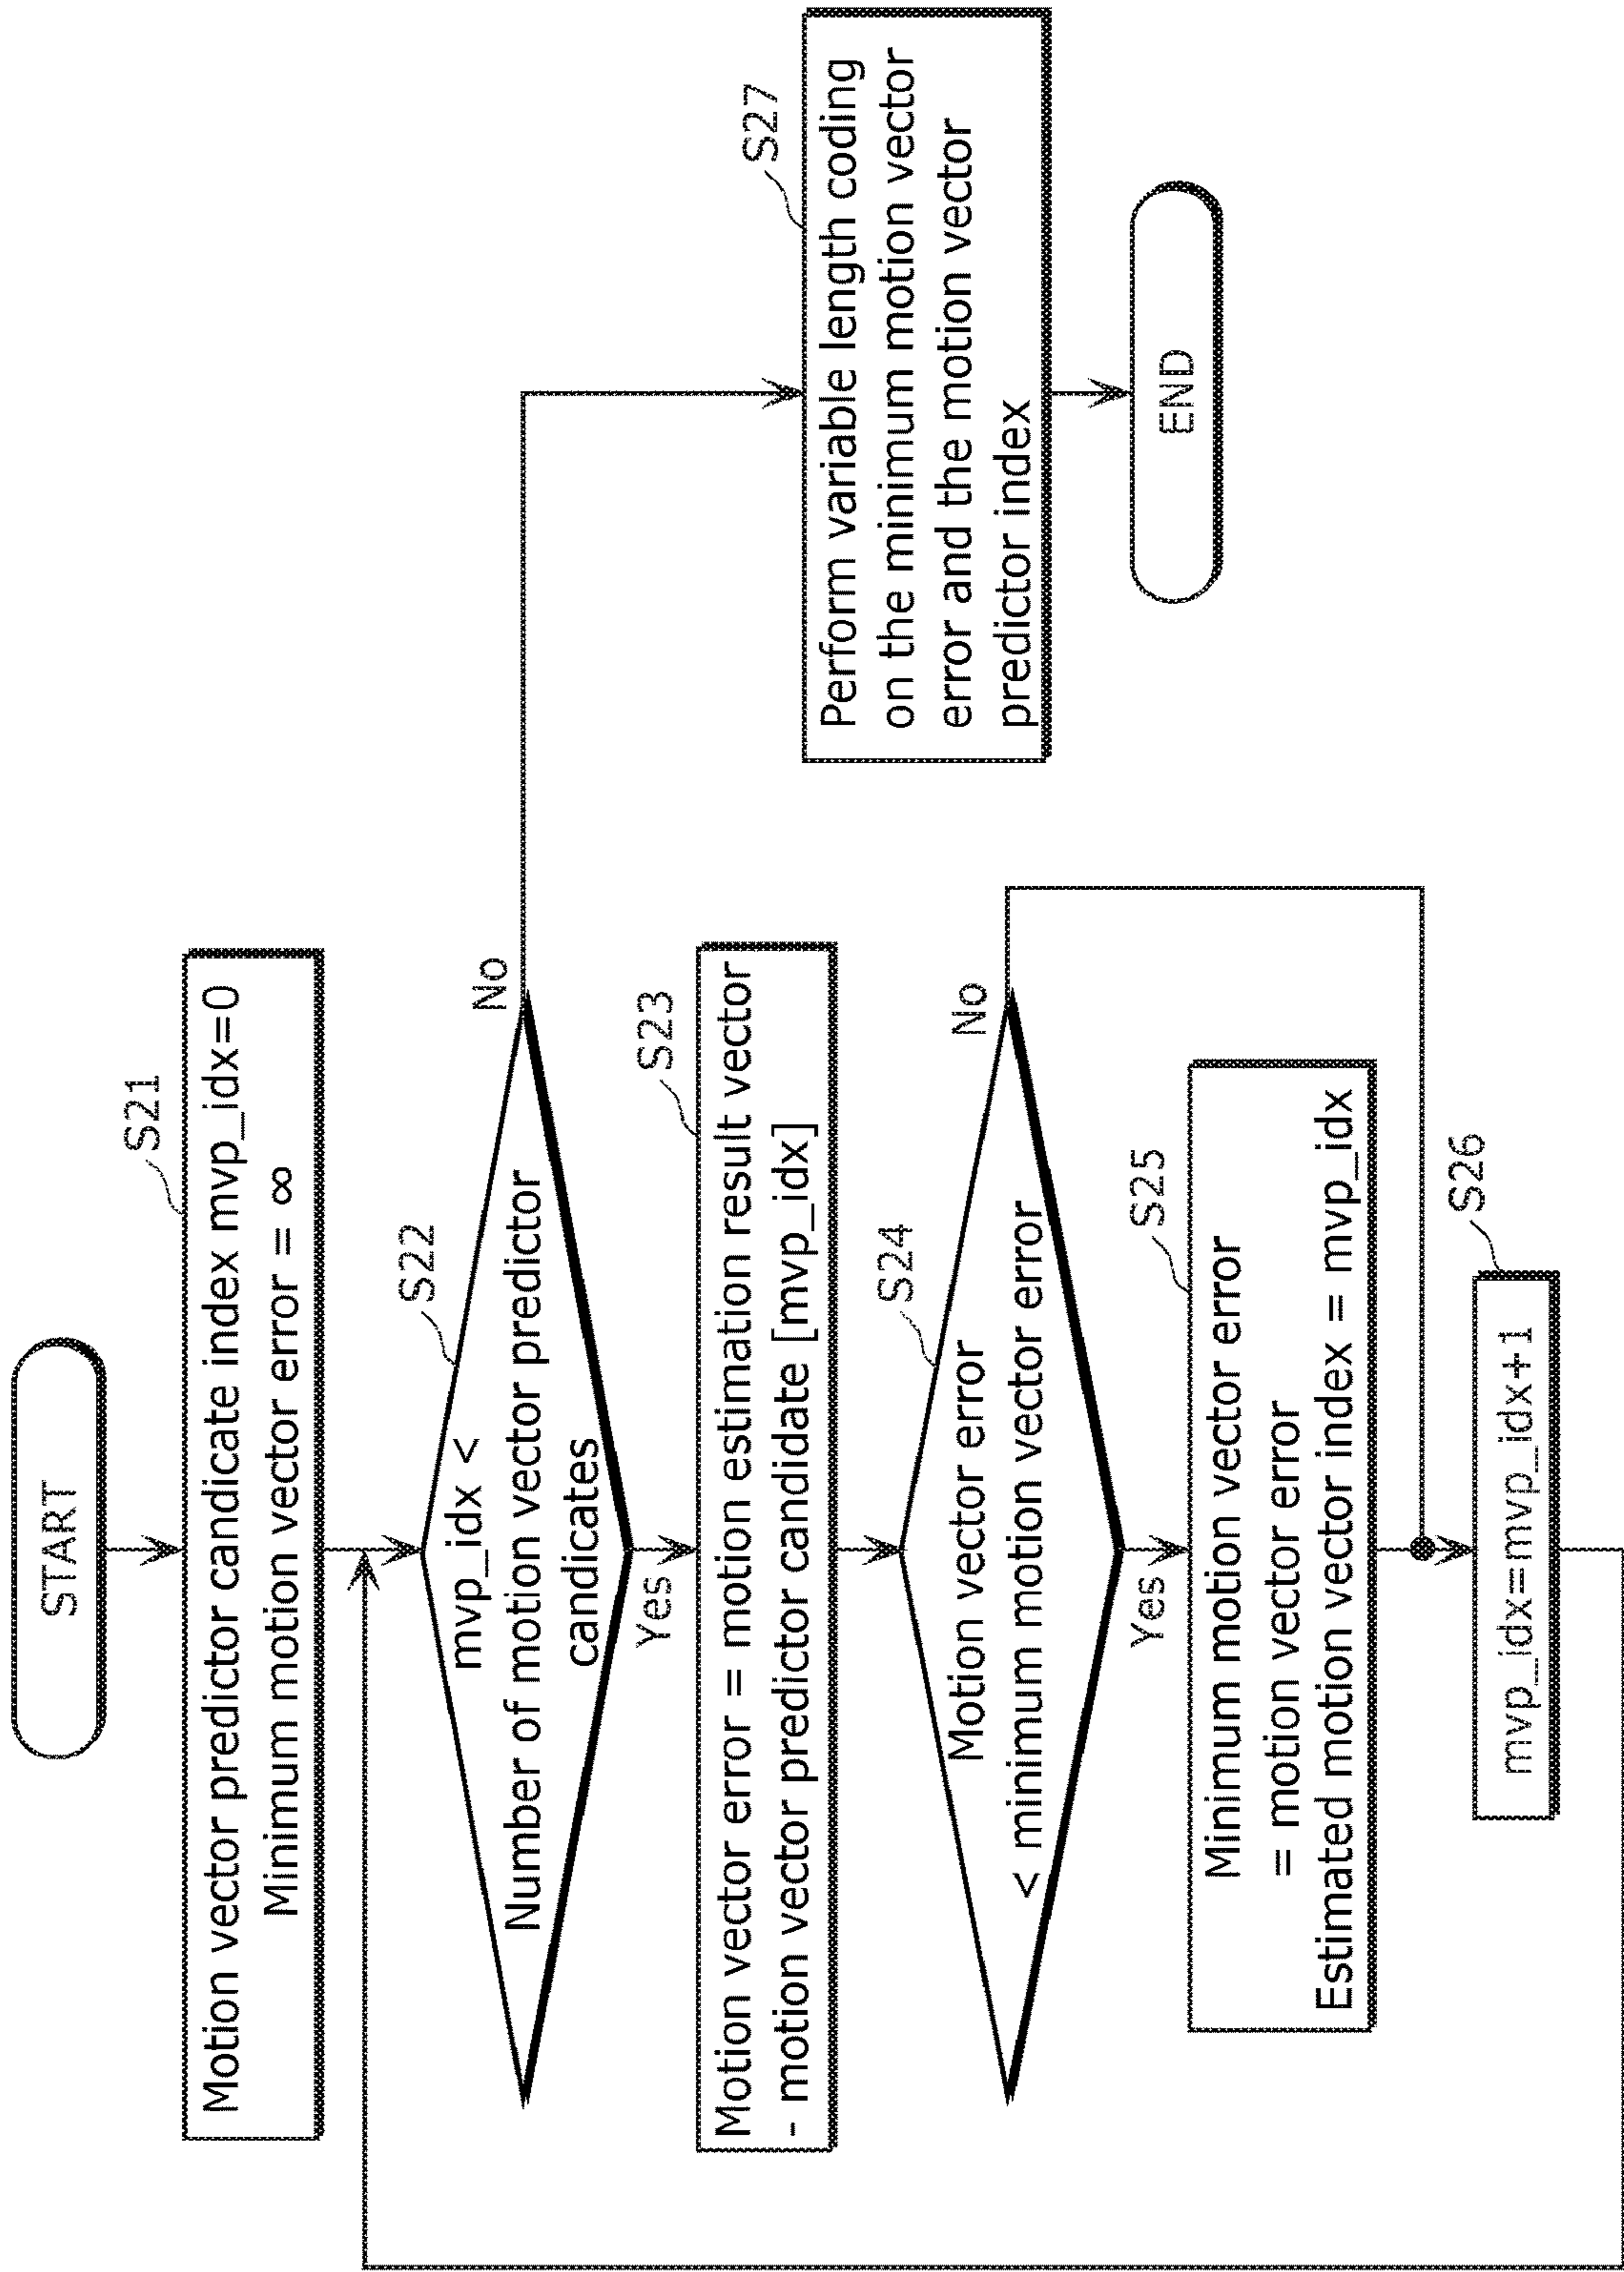 START
S21
Motion vector predictor candicate index mvp_idx=0
Minimum motion vector error = ∞
S22
mvp_idx <
Number of motion vector predictor
candicates
No
Yes
S23
Motion vector error = motion estimation result vector
- motion vector predictor candidate [mvp_idx]
S24
Motion vector error
< minimum motion vector error
No
Yes
S25
Minimum motion vector error
= motion vector error
Estimated motion vector index = mvp_idx
S26
mvp_idx=mvp_idx+1
S27
Perform variable length coding
on the minimum motion vector
error and the motion vector
predictor index
END